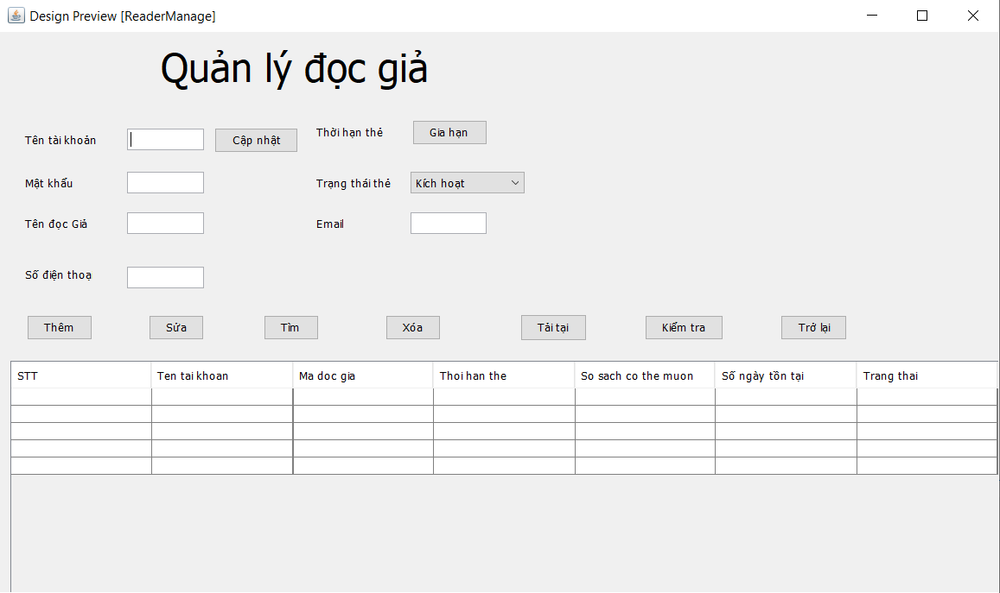 Design Preview [ReaderManage]
Quản lý đọc giả
Tên tài khoản Cập nhật Thời hạn thẻ Gia hạn
Mật khẩu Trạng thái thẻ Kích hoạt
Tên đọc Giả Email
Số điện thoạ
Thêm Sửa Tìm Xóa Tải tại Kiểm tra Trở lại
STT Ten tai khoan Ma doc gia Thoi han the So sach co the muon Số ngày tồn tại Trang thai